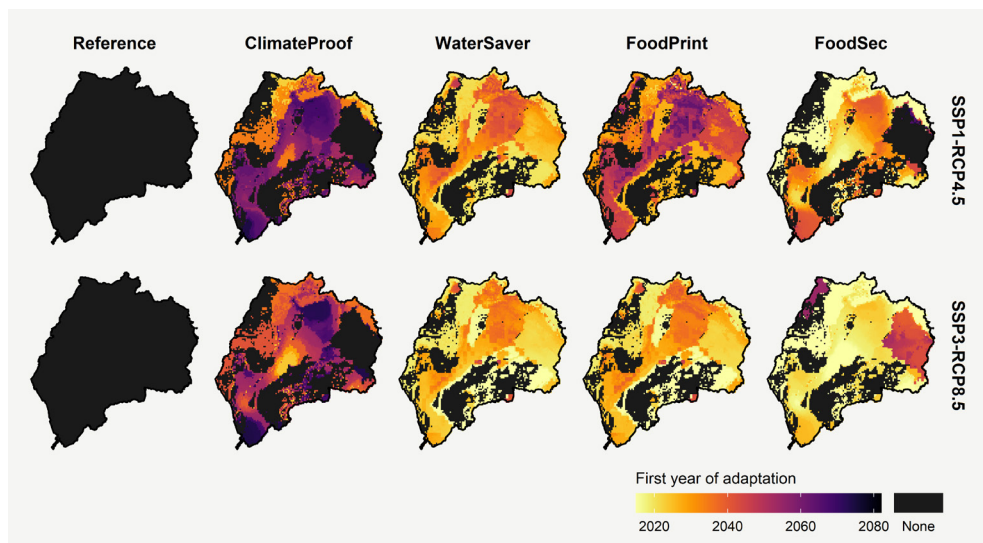 Reference ClimateProof WaterSaver FoodPrint FoodSec
SSP1-RCP4.5
SSP3-RCP8.5
First year of adaptation
2020 2040 2060 2080 None